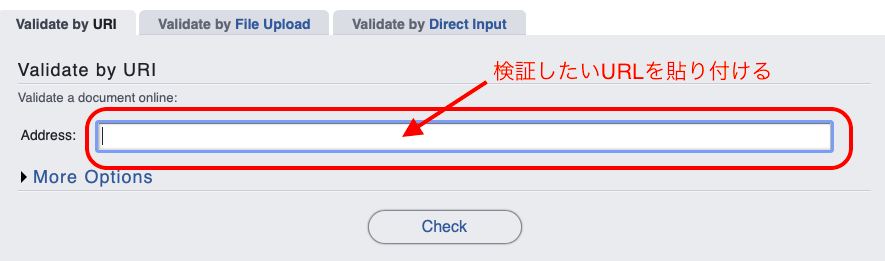 Validate by URI Validate by File Upload Validate by Direct Input
Validate by URI
検証したいURLを貼り付ける
Validate a document online:
Address:
More Options
Check